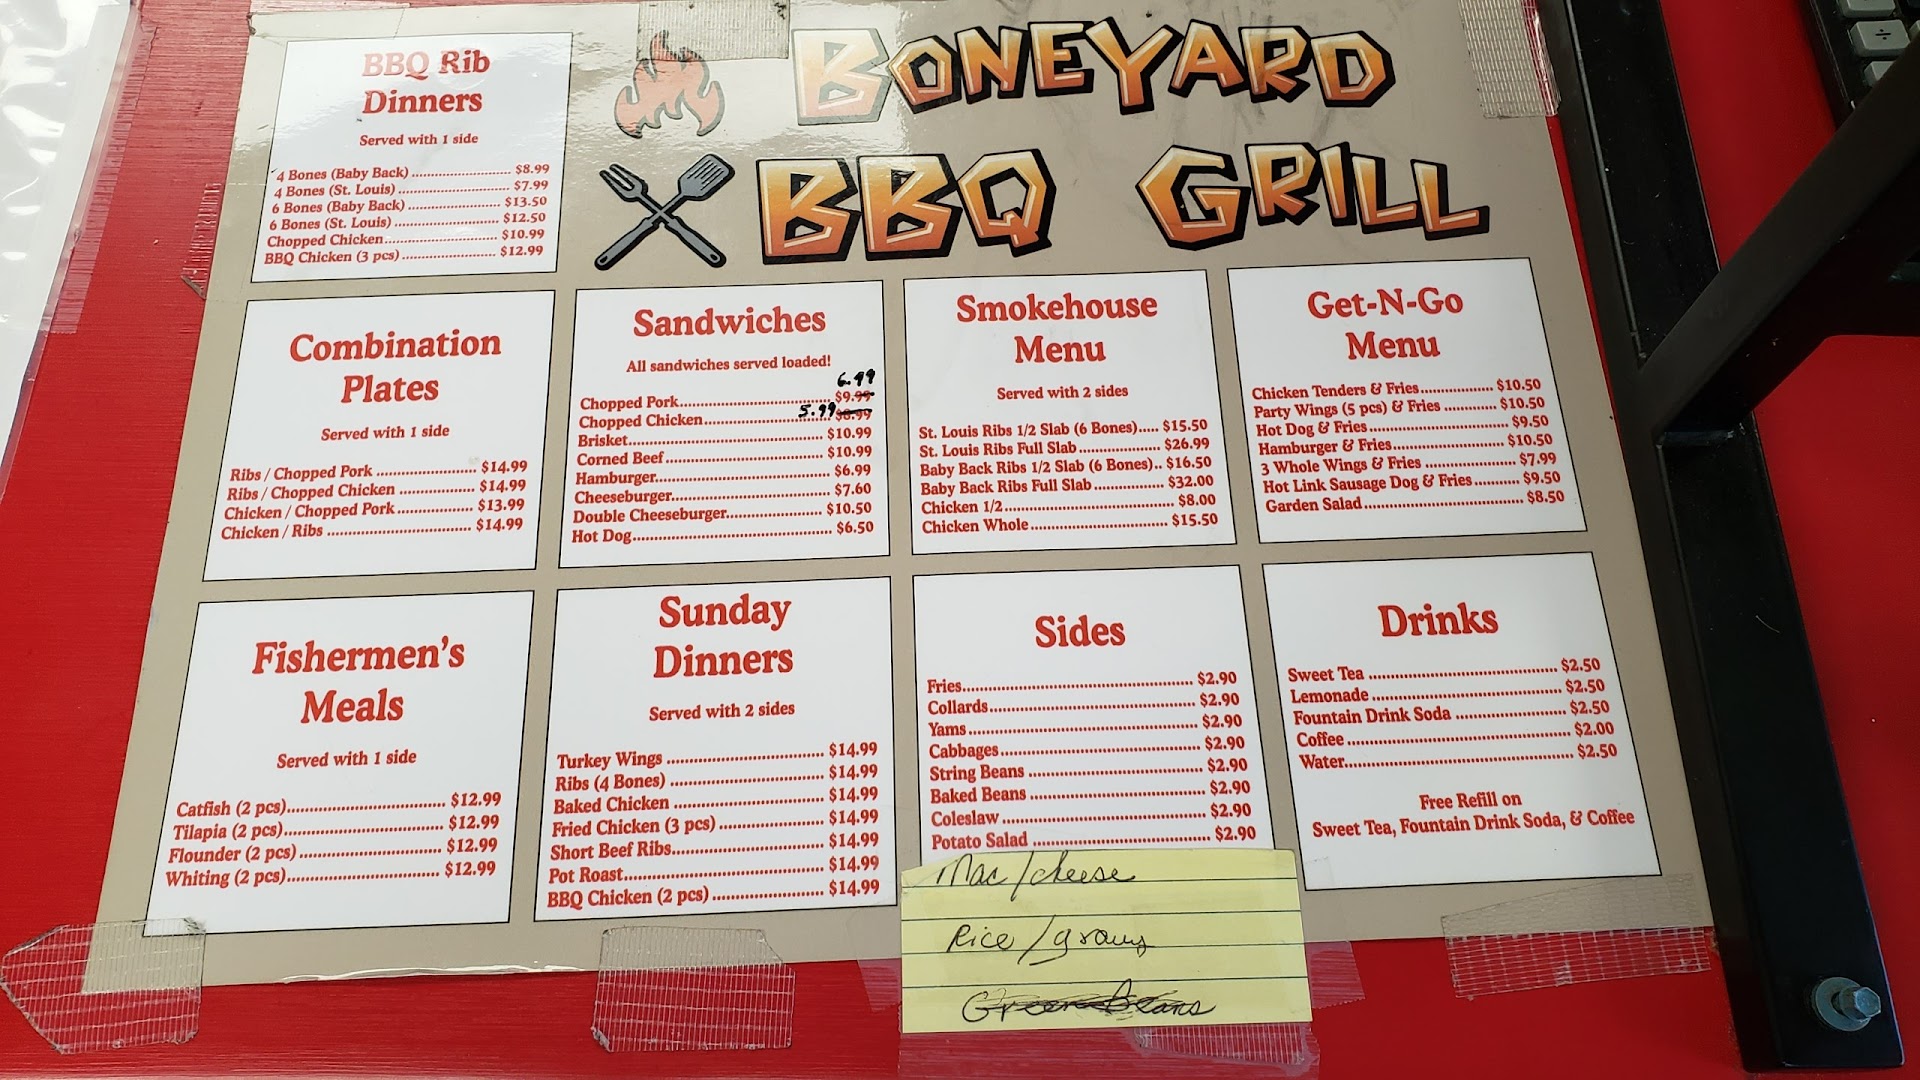 BONEYARD
BBQ GRILL
BBQ Rib
Dinners
Served with 1 side
4 Bones (Baby Back) $8.99
4 Bones (St. Louis) $7.99
6 Bones (Baby Back) $13.50
6 Bones (St. Louis) $12.50
Chopped Chicken $10.99
BBQ Chicken (3 pcs) $12.99
Combination
Plates
Served with 1 side
Ribs / Chopped Pork $14.99
Ribs / Chopped Chicken $14.99
Chicken / Chopped Pork $13.99
Chicken / Ribs $14.99
Sandwiches
All sandwiches served loaded!
6.99
Chopped Pork $9.99
Chopped Chicken 5.99 $8.99
Brisket $10.99
Corned Beef $10.99
Hamburger $6.99
Cheeseburger $7.60
Double Cheeseburger $10.50
Hot Dog $6.50
Smokehouse
Menu
Served with 2 sides
St. Louis Ribs 1/2 Slab (6 Bones) $15.50
St. Louis Ribs Full Slab $26.99
Baby Back Ribs 1/2 Slab (6 Bones) $16.50
Baby Back Ribs Full Slab $32.00
Chicken 1/2 $8.00
Chicken Whole $15.50
Get-N-Go
Menu
Chicken Tenders & Fries $10.50
Party Wings (5 pcs) & Fries $10.50
Hot Dog & Fries $9.50
Hamburger & Fries $10.50
3 Whole Wings & Fries $7.99
Hot Link Sausage Dog & Fries $9.50
Garden Salad $8.50
Fishermen's
Meals
Served with 1 side
Catfish (2 pcs) $12.99
Tilapia (2 pcs) $12.99
Flounder (2 pcs) $12.99
Whiting (2 pcs) $12.99
Sunday
Dinners
Served with 2 sides
Turkey Wings $14.99
Ribs (4 Bones) $14.99
Baked Chicken $14.99
Fried Chicken (3 pcs) $14.99
Short Beef Ribs $14.99
Pot Roast $14.99
BBQ Chicken (2 pcs) $14.99
Sides
Fries $2.90
Collards $2.90
Yams $2.90
Cabbages $2.90
String Beans $2.90
Baked Beans $2.90
Coleslaw $2.90
Potato Salad $2.90
Mac/cheese
Rice/gravy
Green Beans
Drinks
Sweet Tea $2.50
Lemonade $2.50
Fountain Drink Soda $2.50
Coffee $2.00
Water $2.50
Free Refill on
Sweet Tea, Fountain Drink Soda, & Coffee
÷